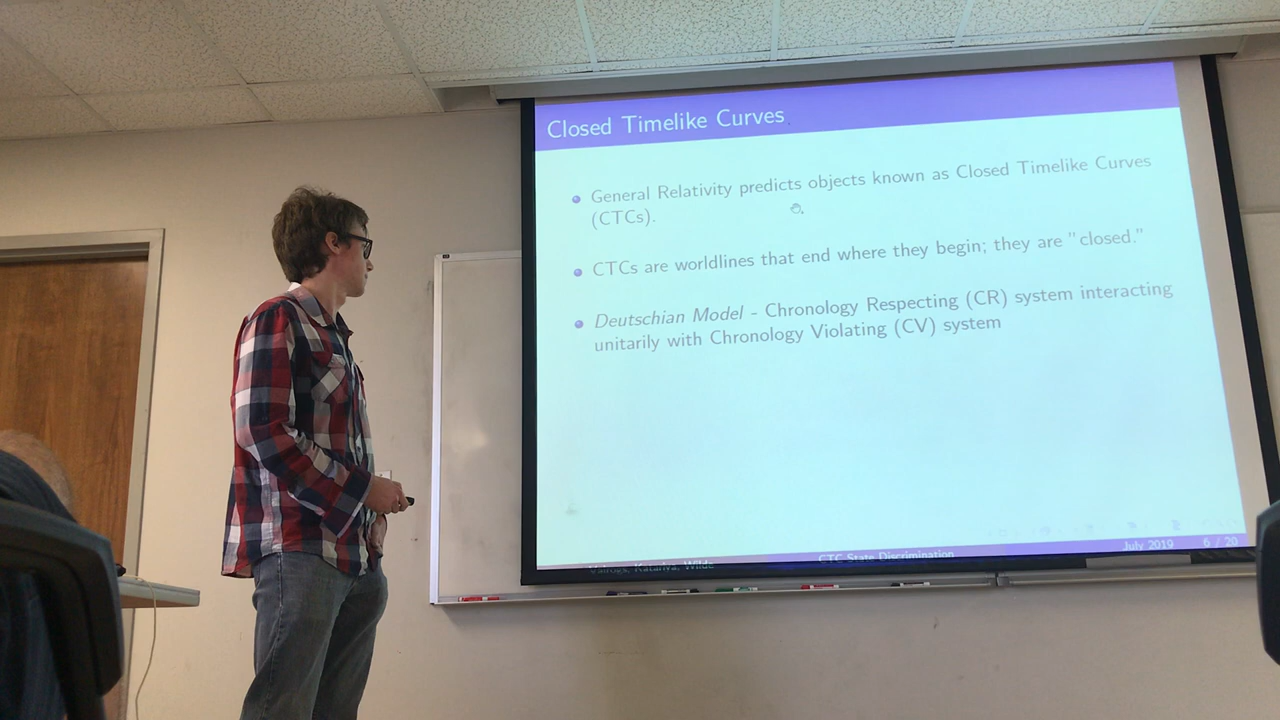 Closed Timelike Curves
General Relativity predicts objects known as Closed Timelike Curves
(CTCs).
CTCs are worldlines that end where they begin; they are "closed."
Deutschian Model - Chronology Respecting (CR) system interacting
unitarily with Chronology Violating (CV) system
Wilde
CTC State Discrimination
July 2019
6 / 20